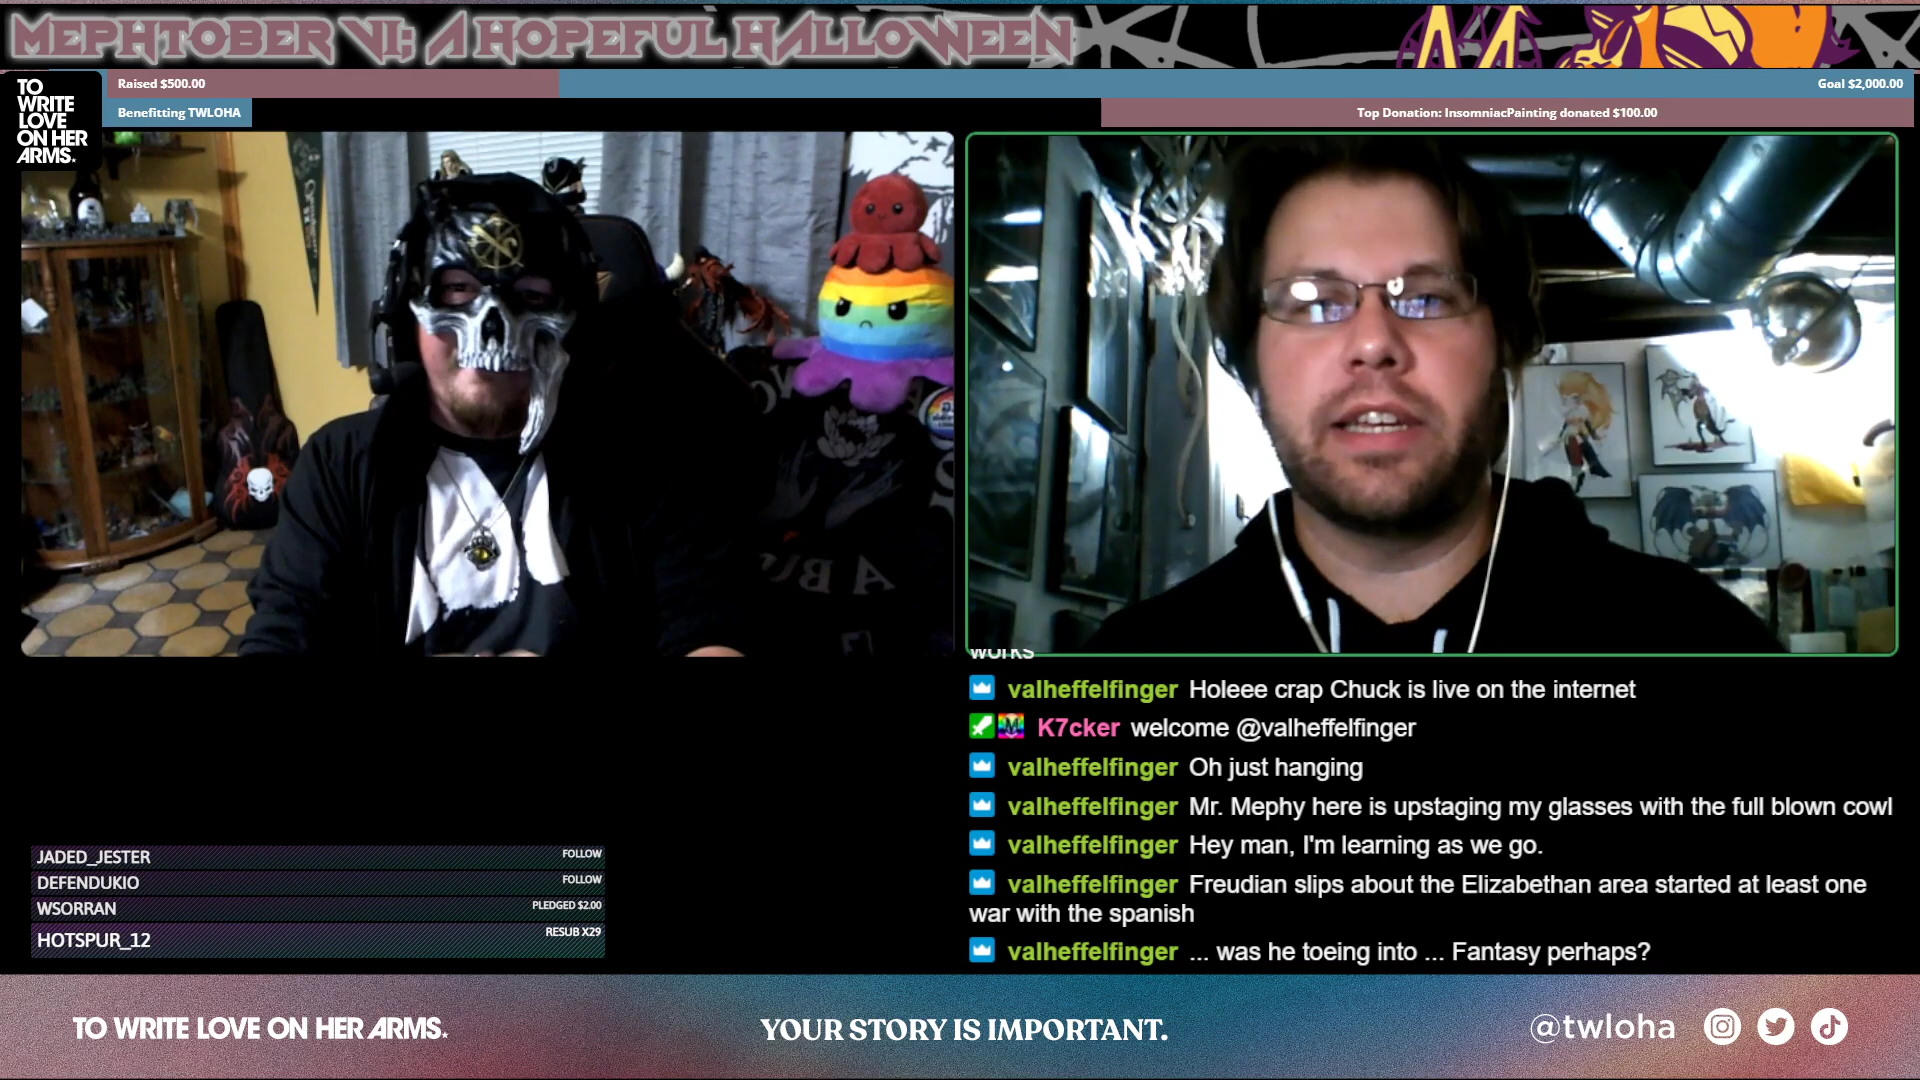 MEPHTOBER VI: A HOPEFUL HALLOWEEN
TO
WRITE
LOVE
ON HER
ARMS.
Raised $500.00
Goal $2,000.00
Benefitting TWLOHA
Top Donation: InsomniacPainting donated $100.00
works
valheffelfinger Holeee crap Chuck is live on the internet
K7cker welcome @valheffelfinger
valheffelfinger Oh just hanging
valheffelfinger Mr. Mephy here is upstaging my glasses with the full blown cowl
valheffelfinger Hey man, I'm learning as we go.
valheffelfinger Freudian slips about the Elizabethan area started at least one
war with the spanish
valheffelfinger ... was he toeing into ... Fantasy perhaps?
JADED_JESTER FOLLOW
DEFENDUKIO FOLLOW
WSORRAN PLEDGED $2.00
HOTSPUR_12 RESUB X29
TO WRITE LOVE ON HER ARMS.
YOUR STORY IS IMPORTANT.
@twloha